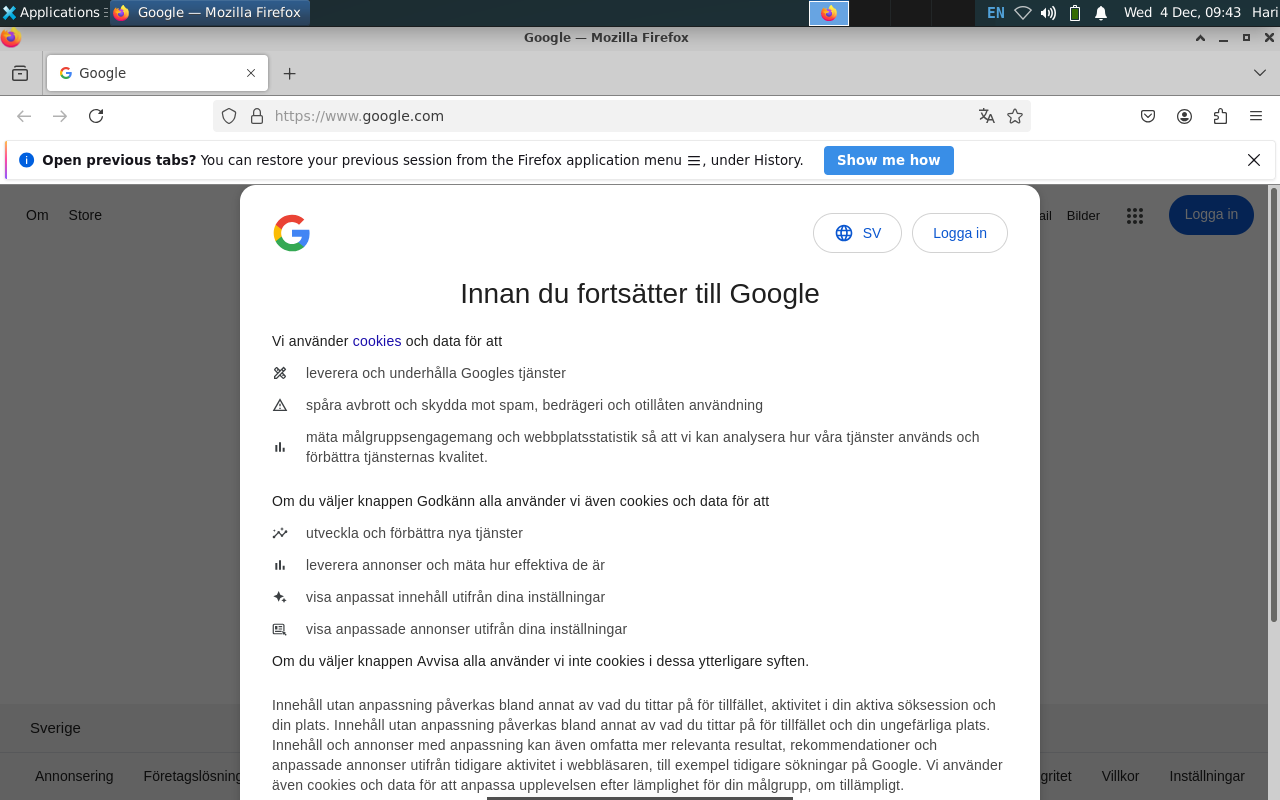 Applications
Google — Mozilla Firefox
EN
Wed 4 Dec, 09:43
Hari
Google — Mozilla Firefox
Google
https://www.google.com
Open previous tabs? You can restore your previous session from the Firefox application menu , under History.
Show me how
Om
Store
ail
Bilder
Logga in
SV
Logga in
Innan du fortsätter till Google
Vi använder cookies och data för att
leverera och underhålla Googles tjänster
spåra avbrott och skydda mot spam, bedrägeri och otillåten användning
mäta målgruppsengagemang och webbplatsstatistik så att vi kan analysera hur våra tjänster används och
förbättra tjänsternas kvalitet.
Om du väljer knappen Godkänn alla använder vi även cookies och data för att
utveckla och förbättra nya tjänster
leverera annonser och mäta hur effektiva de är
visa anpassat innehåll utifrån dina inställningar
visa anpassade annonser utifrån dina inställningar
Om du väljer knappen Avvisa alla använder vi inte cookies i dessa ytterligare syften.
Innehåll utan anpassning påverkas bland annat av vad du tittar på för tillfället, aktivitet i din aktiva söksession och
din plats. Innehåll utan anpassning påverkas bland annat av vad du tittar på för tillfället och din ungefärliga plats.
Innehåll och annonser med anpassning kan även omfatta mer relevanta resultat, rekommendationer och
anpassade annonser utifrån tidigare aktivitet i webbläsaren, till exempel tidigare sökningar på Google. Vi använder
även cookies och data för att anpassa upplevelsen efter lämplighet för din målgrupp, om tillämpligt.
Sverige
Annonsering
Företagslösning
gritet
Villkor
Inställningar